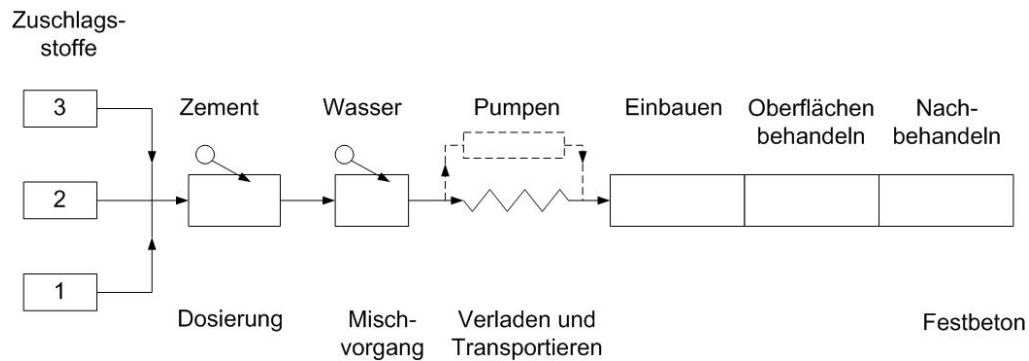 Zuschlags-
stoffe
3
2
1
Zement
Wasser
Pumpen
Einbauen
Oberflächen
behandeln
Nach-
behandeln
Dosierung
Misch-
vorgang
Verladen und
Transportieren
Festbeton